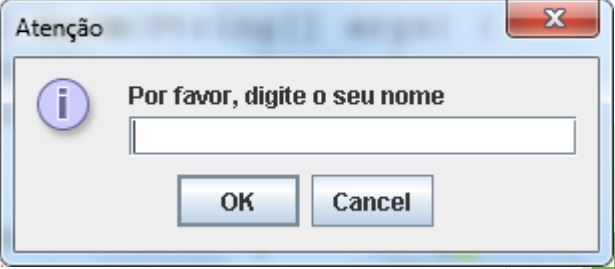 Atenção
Por favor, digite o seu nome
OK
Cancel